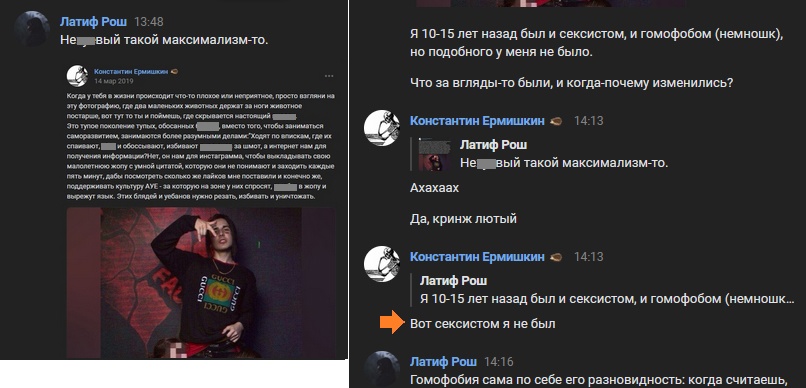 Латиф Рош 13:48
Не вый такой максимализм-то.
Константин Ермишкин
14 мар 2019
Когда у тебя в жизни происходит что-то плохое или неприятное, просто взгляни на
эту фотографию, где два маленьких животных держат за ноги животное
постарше, вот тут то ты и поймешь, где скрывается настоящий
Это тупое поколение тупых, обосанных , вместо того, чтобы заниматься
саморазвитием, занимаются более разумными делами:"Ходят по впискам, где их
спаивают, и обоссывают, избивают за шмот, а интернет нам для
получения информации?Нет, он нам для инстаграмма, чтобы выкладывать свою
малолетнюю жопу с умной цитатой, которую они не понимают и заходить каждые
пять минут, дабы посмотреть сколько же лайков мне поставили и конечно же,
поддерживать культуру АУЕ - за которую на зоне у них спросят, в жопу и
вырежут язык. Этих блядей и уебанов нужно резать, избивать и уничтожать.
GUCCI
GUCCI
Я 10-15 лет назад был и сексистом, и гомофобом (немношк),
но подобного у меня не было.
Что за вгляды-то были, и когда-почему изменились?
Константин Ермишкин 14:13
Латиф Рош
Не вый такой максимализм-то.
Ахахаах
Да, кринж лютый
Константин Ермишкин 14:13
Латиф Рош
Я 10-15 лет назад был и сексистом, и гомофобом (немношк...
Вот сексистом я не был
Латиф Рош 14:16
Гомофобия сама по себе его разновидность: когда считаешь,